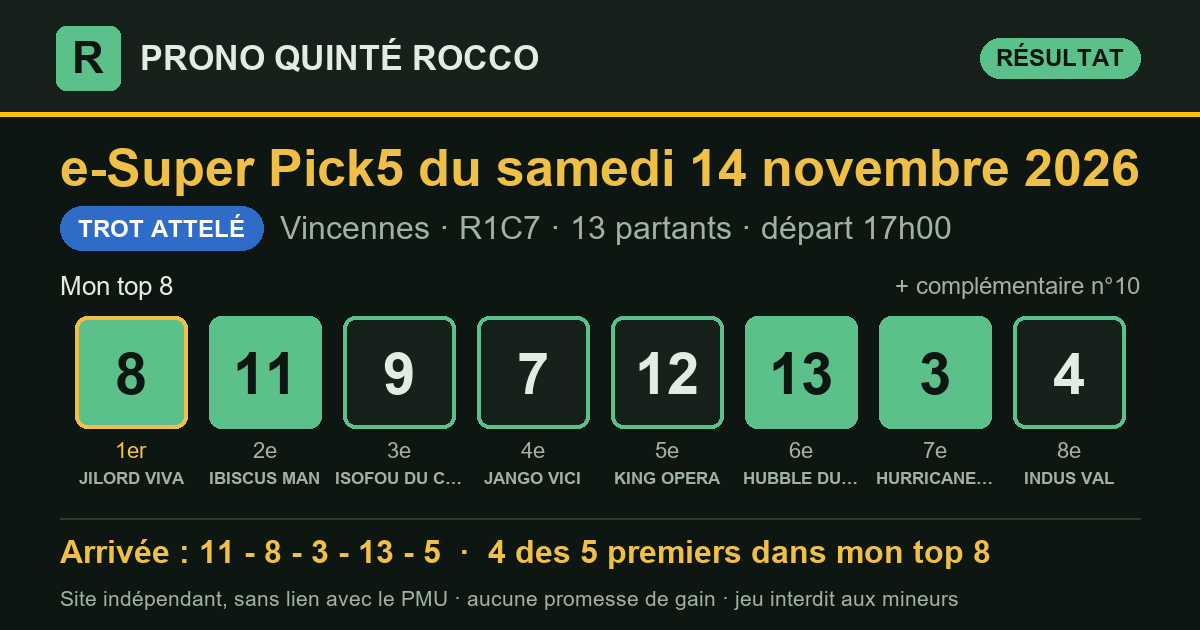 R PRONO QUINTÉ ROCCO RÉSULTAT
e-Super Pick5 du samedi 14 novembre 2026
TROT ATTELÉ Vincennes · R1C7 · 13 partants · départ 17h00
Mon top 8 + complémentaire n°10
8 11 9 7 12 13 3 4
1er 2e 3e 4e 5e 6e 7e 8e
JILORD VIVA IBISCUS MAN ISOFOU DU C... JANGO VICI KING OPERA HUBBLE DU... HURRICANE... INDUS VAL
Arrivée : 11 - 8 - 3 - 13 - 5 · 4 des 5 premiers dans mon top 8
Site indépendant, sans lien avec le PMU · aucune promesse de gain · jeu interdit aux mineurs